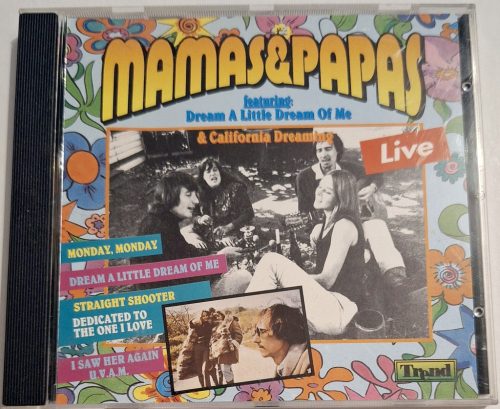 MAMAS&PAPAS
featuring:
Dream A Little Dream Of Me
& California Dreaming
Live
MONDAY, MONDAY
DREAM A LITTLE DREAM OF ME
STRAIGHT SHOOTER
DEDICATED TO
THE ONE I LOVE
I SAW HER AGAIN
U.V.A.M.
Trend